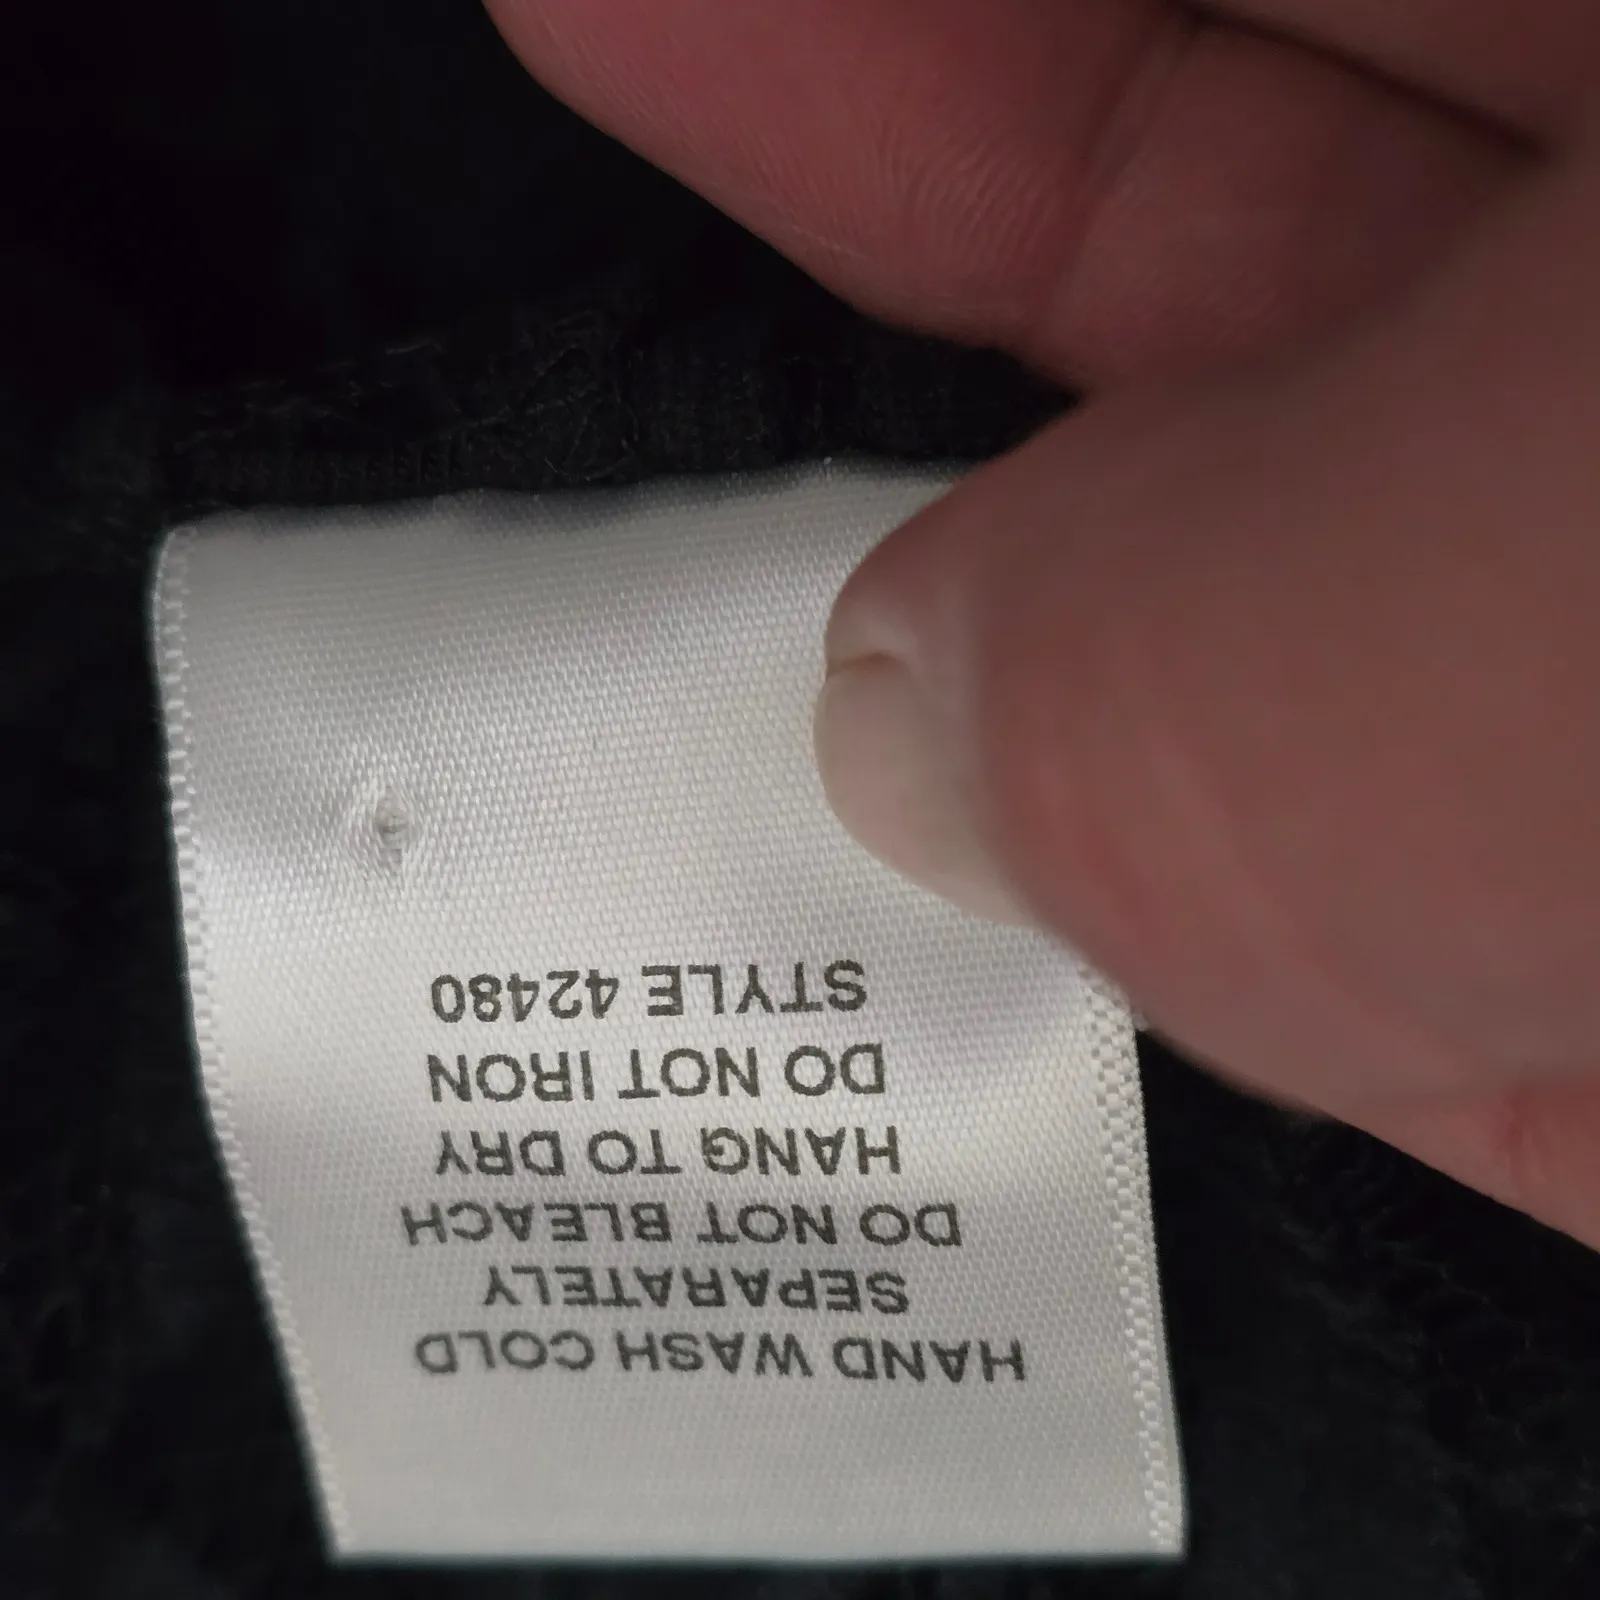 HAND WASH COLD
SEPARATELY
DO NOT BLEACH
HANG TO DRY
DO NOT IRON
STYLE 42480